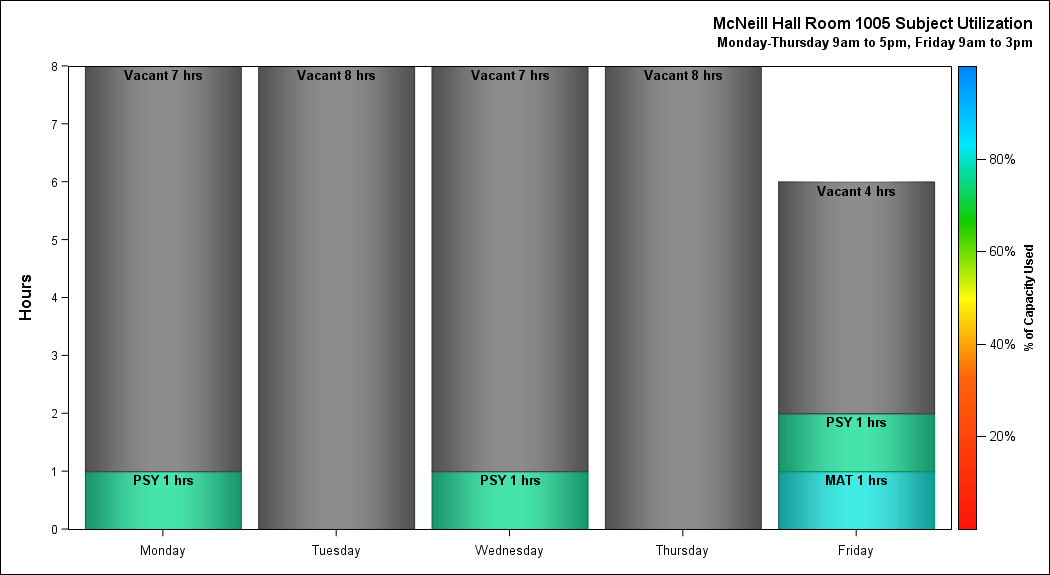 McNeill Hall Room 1005 Subject Utilization
Monday-Thursday 9am to 5pm, Friday 9am to 3pm
Hours
8
7
6
5
4
3
2
1
0
Vacant 7 hrs
PSY 1 hrs
Vacant 8 hrs
Vacant 7 hrs
PSY 1 hrs
Vacant 8 hrs
Vacant 4 hrs
PSY 1 hrs
MAT 1 hrs
Monday
Tuesday
Wednesday
Thursday
Friday
80%
60%
40%
20%
% of Capacity Used